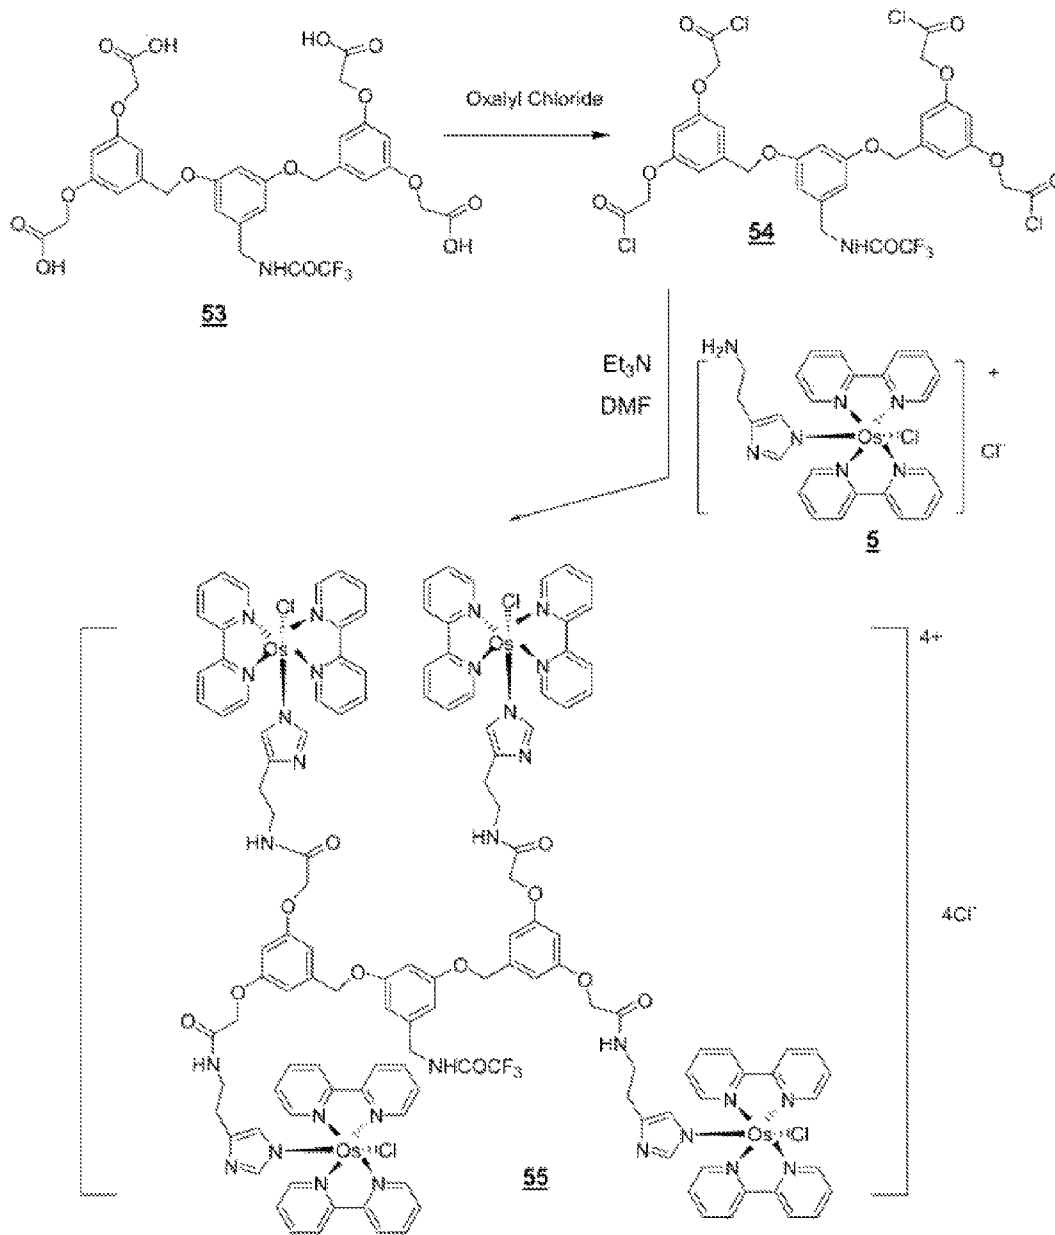 O OH HO O
O O
O O O O
O O
OH OH
NHCOCF3
53
Oxalyl Chloride
O Cl Cl O
O O
O O O O
O O
Cl Cl
NHCOCF3
54
Et3N
DMF
H2N
N N
N Os Cl
N
N N
+
Cl-
5
Cl Cl
N N N N
Os Os
N N N N
N N
N N
HN O HN O
O O
O O O O
O O
HN HN
NHCOCF3
N N N N
N Os Cl N Os Cl
N N
N N N N
4+
4Cl-
55